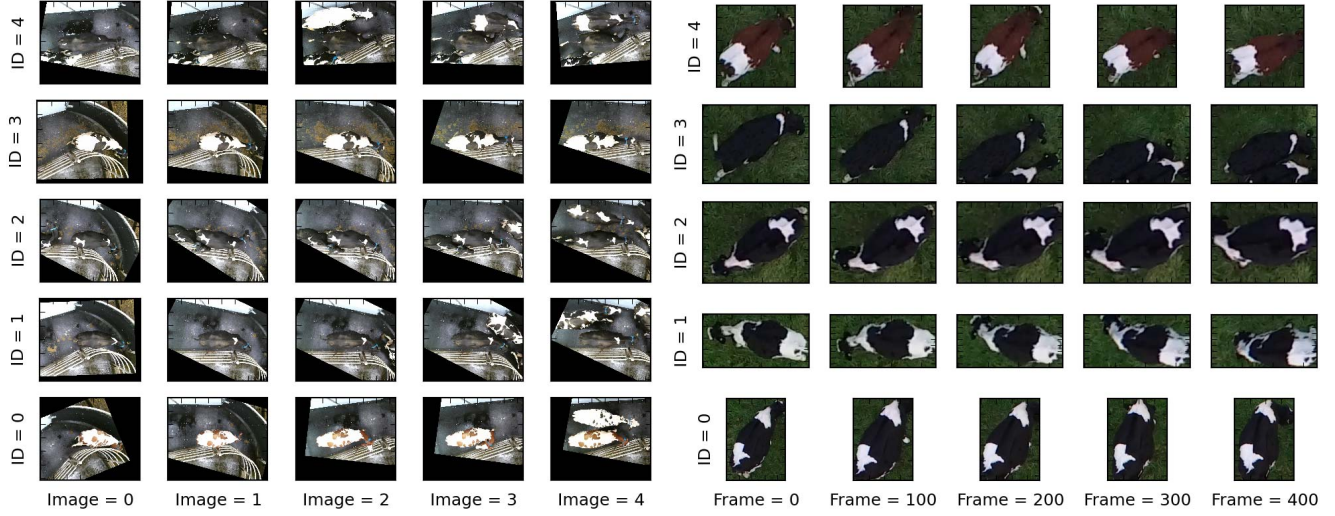 ID = 4
ID = 3
ID = 2
ID = 1
ID = 0
Image = 0 Image = 1 Image = 2 Image = 3 Image = 4
ID = 4
ID = 3
ID = 2
ID = 1
ID = 0
Frame = 0 Frame = 100 Frame = 200 Frame = 300 Frame = 400